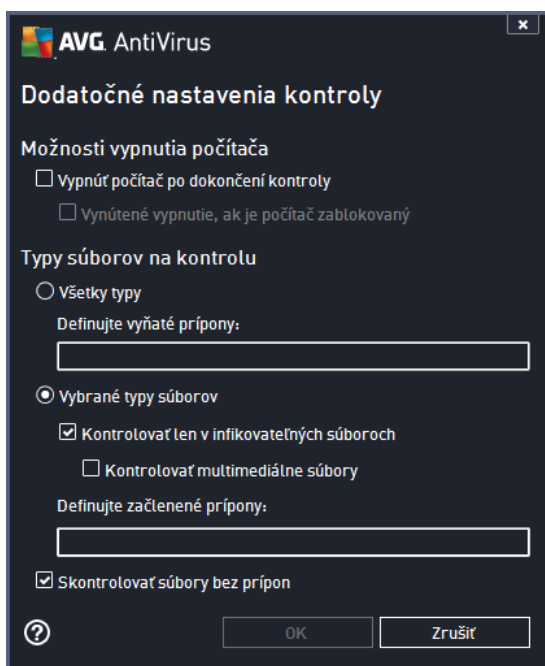 AVG AntiVirus
Dodatočné nastavenia kontroly
Možnosti vypnutia počítača
Vypnúť počítač po dokončení kontroly
Vynútené vypnutie, ak je počítač zablokovaný
Typy súborov na kontrolu
Všetky typy
Definujte vyňaté prípony:
Vybrané typy súborov
Kontrolovať len v infikovateľných súboroch
Kontrolovať multimediálne súbory
Definujte začlenené prípony:
Skontrolovať súbory bez prípon
OK
Zrušiť